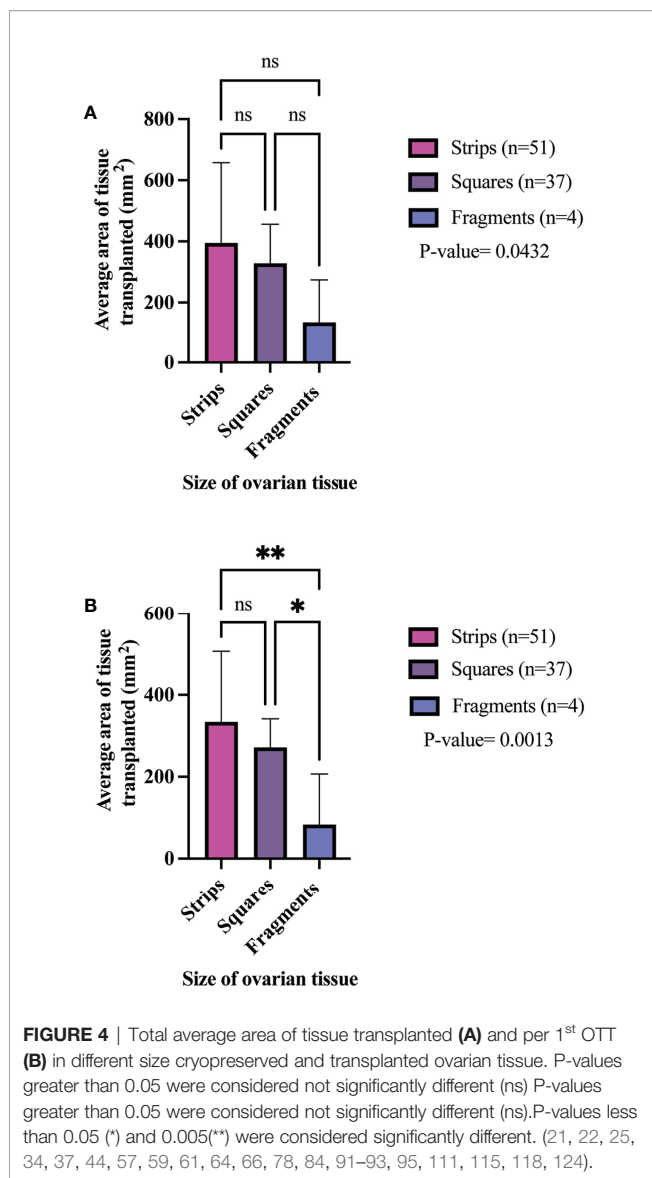 A
ns
ns
ns
Average area of tissue
transplanted (mm²)
800
600
400
200
0
Strips
Squares
Fragments
Size of ovarian tissue
Strips (n=51)
Squares (n=37)
Fragments (n=4)
P-value= 0.0432
B
**
ns
*
Average area of tissue
transplanted (mm²)
600
400
200
0
Strips
Squares
Fragments
Size of ovarian tissue
Strips (n=51)
Squares (n=37)
Fragments (n=4)
P-value= 0.0013
FIGURE 4 | Total average area of tissue transplanted (A) and per 1st OTT
(B) in different size cryopreserved and transplanted ovarian tissue. P-values
greater than 0.05 were considered not significantly different (ns) P-values
greater than 0.05 were considered not significantly different (ns).P-values less
than 0.05 (*) and 0.005(**) were considered significantly different. (21, 22, 25,
34, 37, 44, 57, 59, 61, 64, 66, 78, 84, 91–93, 95, 111, 115, 118, 124).